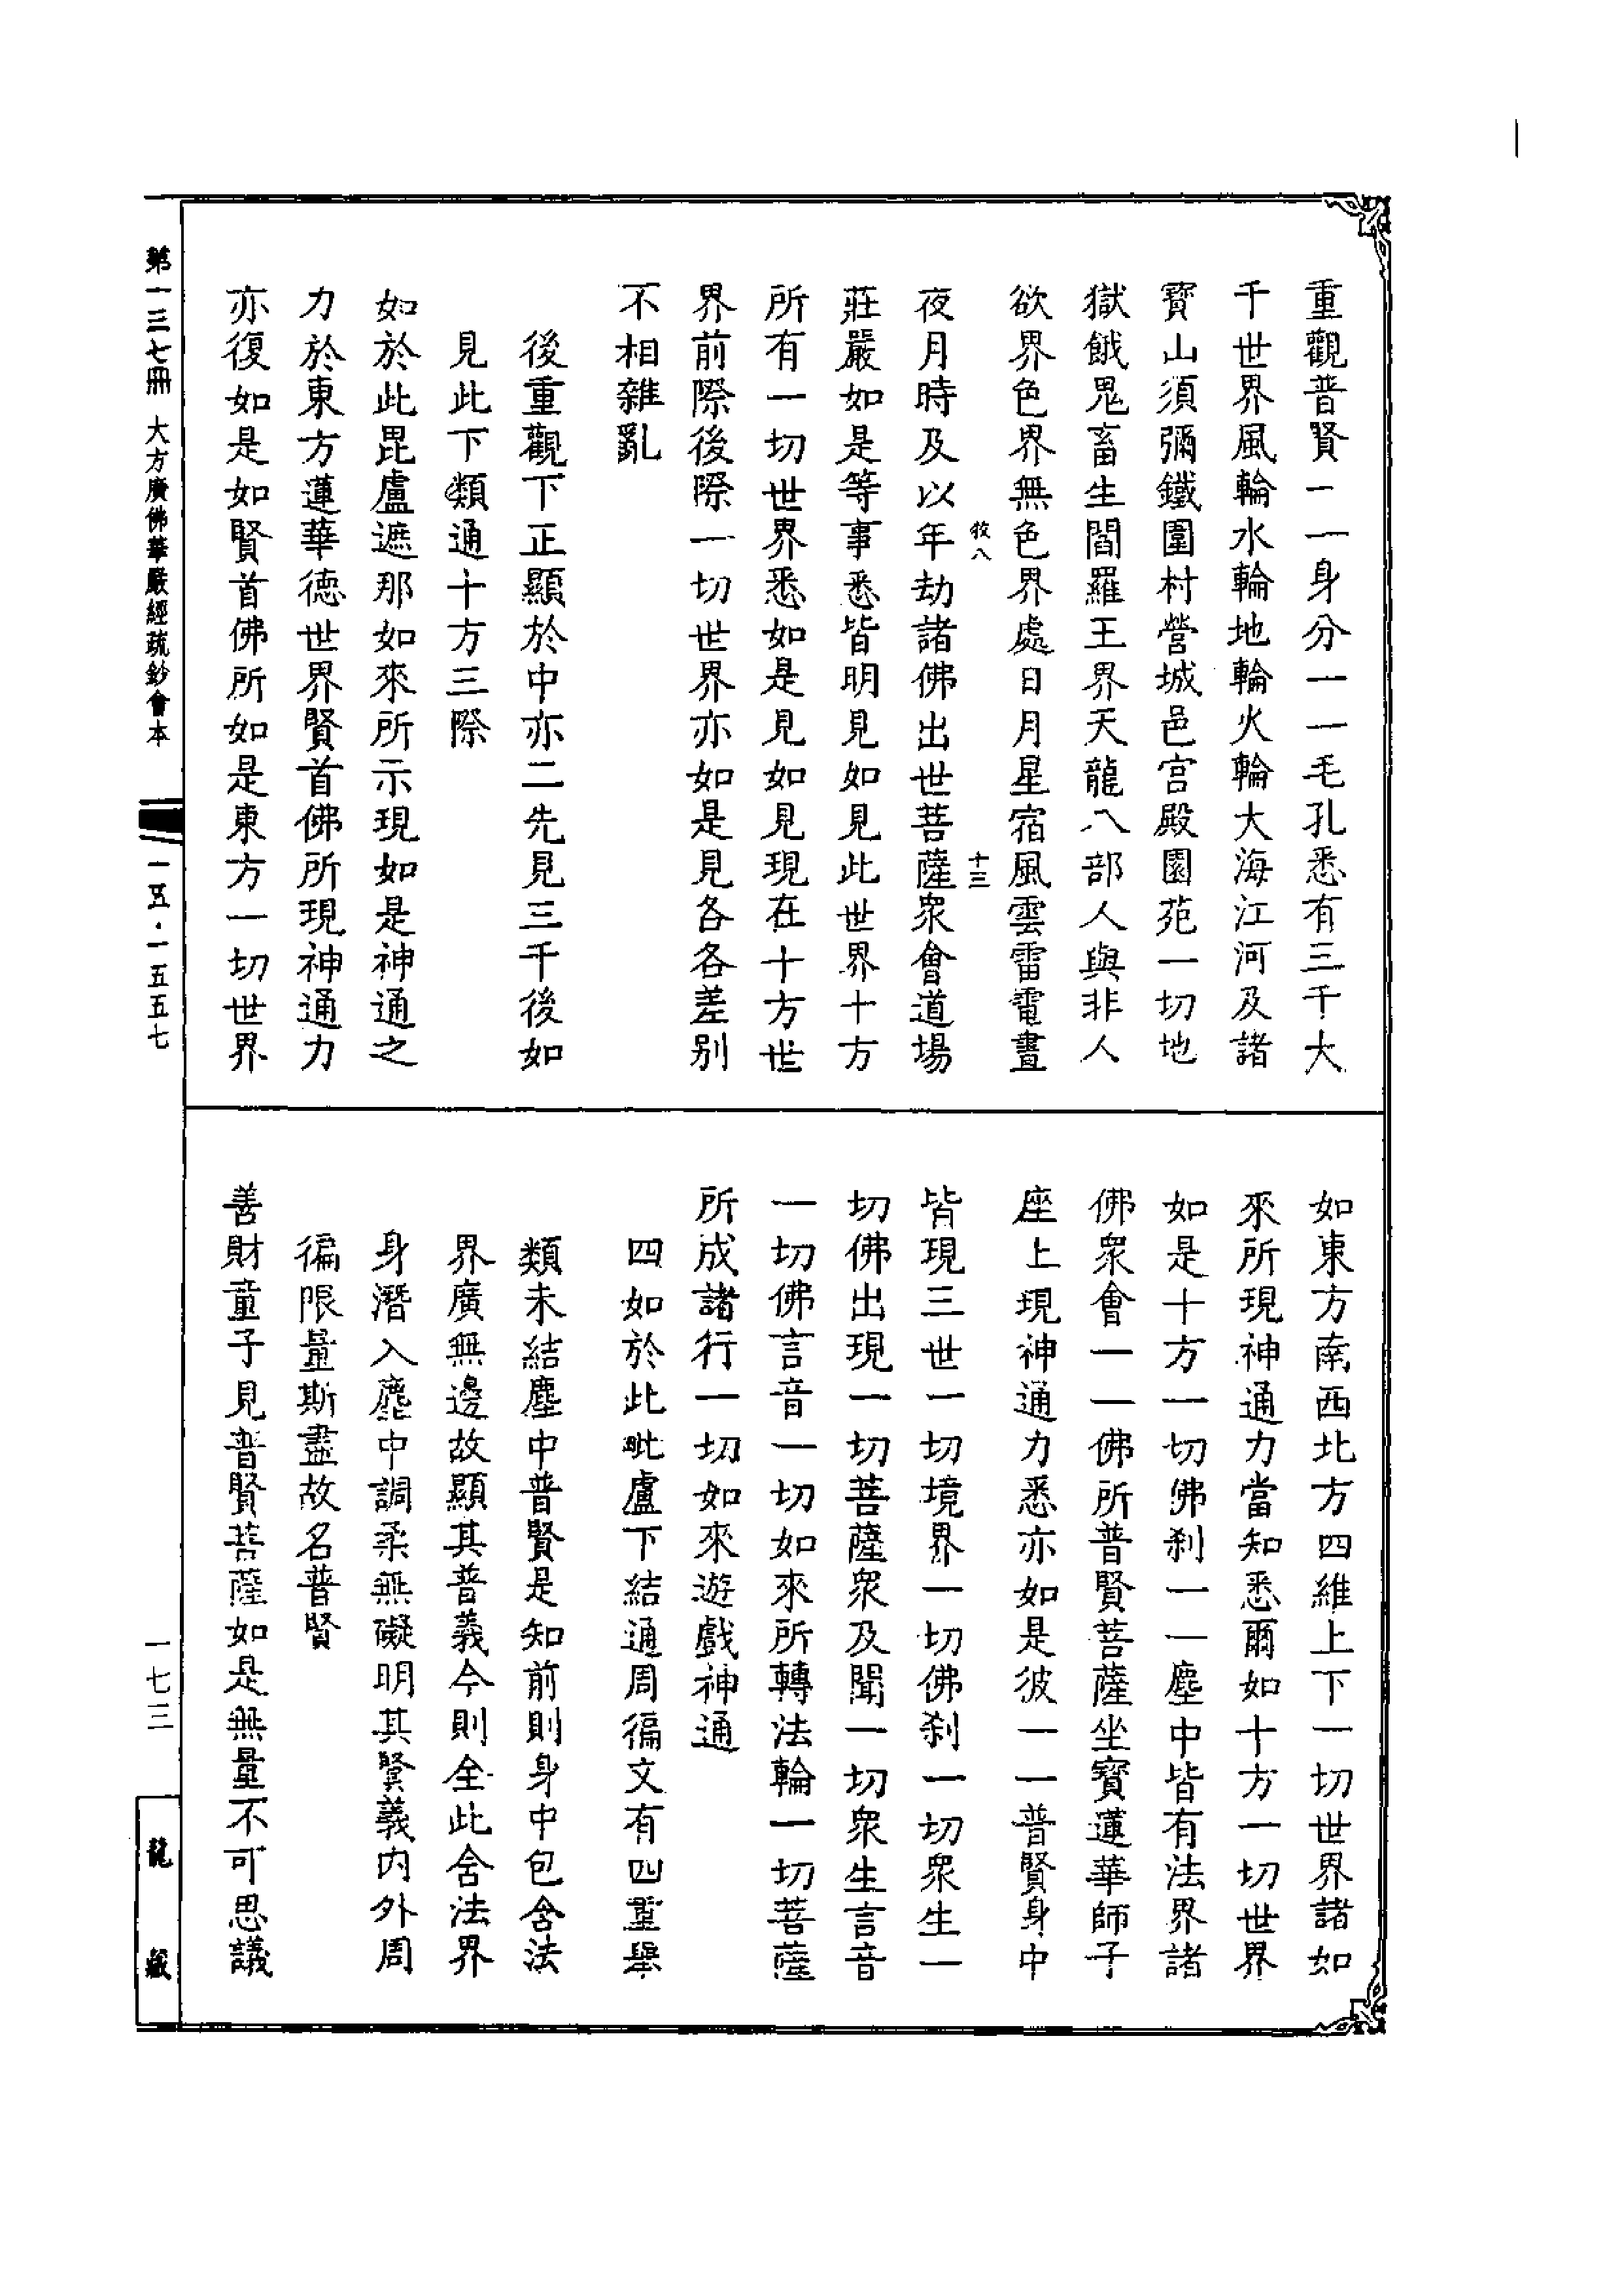 重觀普賢一一身分一一毛孔悉有三千大
千世界風輪水輪地輪火輪大海江河及諸
寶山須彌鐵圍村營城邑宮殿園苑一切地
獄餓鬼畜生閻羅王界天龍八部人與非人
欲界色界無色界處日月星宿風雲雷電晝
牧八
十三
夜月時及以年劫諸佛出世菩薩衆會道場
莊嚴如是等事悉皆明見如見此世界十方
所有一切世界悉如是見如見現在十方世
界前際後際一切世界亦如是見各各差别
不相雜亂
後重觀下正顯於中亦二先見三千後如
見此下類通十方三際
如於此毘盧遮那如來所示現如是神通之
力於東方蓮華德世界賢首佛所現神通力
亦復如是如賢首佛所如是東方一切世界
如東方南西北方四維上下一切世界諸如
來所現神通力當知悉爾如十方一切世界
如是十方一切佛刹一一塵中皆有法界諸
佛衆會一一佛所普賢菩薩坐寶蓮華師子
座上現神通力悉亦如是彼一一普賢身中
皆現三世一切境界一切佛刹一切衆生一
切佛出現一切菩薩衆及聞一切衆生言音
一切佛言音一切如來所轉法輪一切菩薩
所成諸行一切如來遊戲神通
四如於此毗盧下結通周徧文有四重舉
類未結塵中普賢是知前則身中包含法
界廣無邊故顯其普義今則全此含法界
身潛入塵中調柔無礙明其賢義内外周
徧限量斯盡故名普賢
善財童子見普賢菩薩如是無量不可思議
第一三七冊 大方廣佛華嚴經疏鈔會本
一五·一五五七
一七三
龍藏